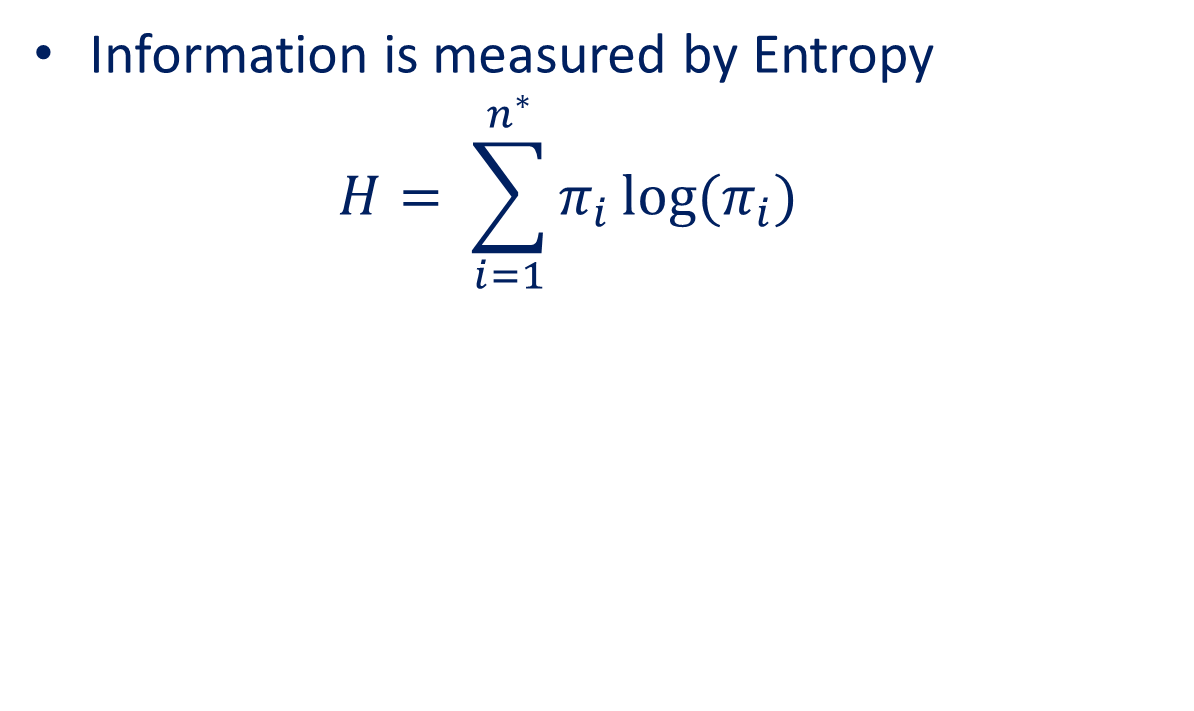 • Information is measured by Entropy
n*
H = ∑ πᵢ log(πᵢ)
i=1